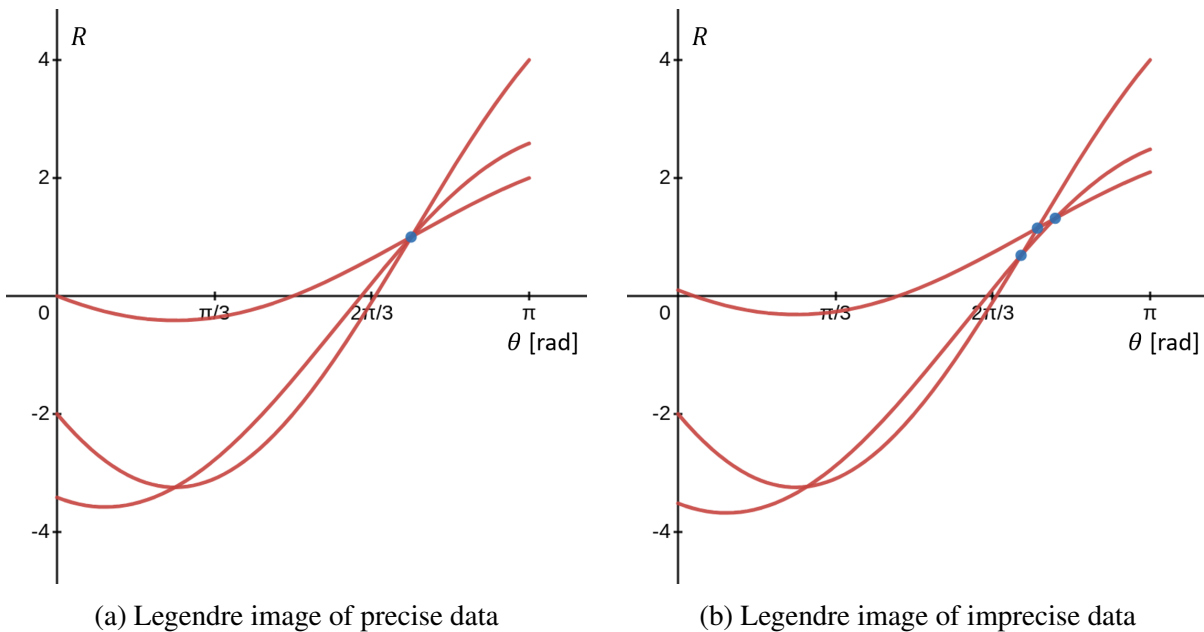 R
4
2
0
π/3
2π/3
π
θ [rad]
-2
-4
(a) Legendre image of precise data
R
4
2
0
π/3
2π/3
π
θ [rad]
-2
-4
(b) Legendre image of imprecise data